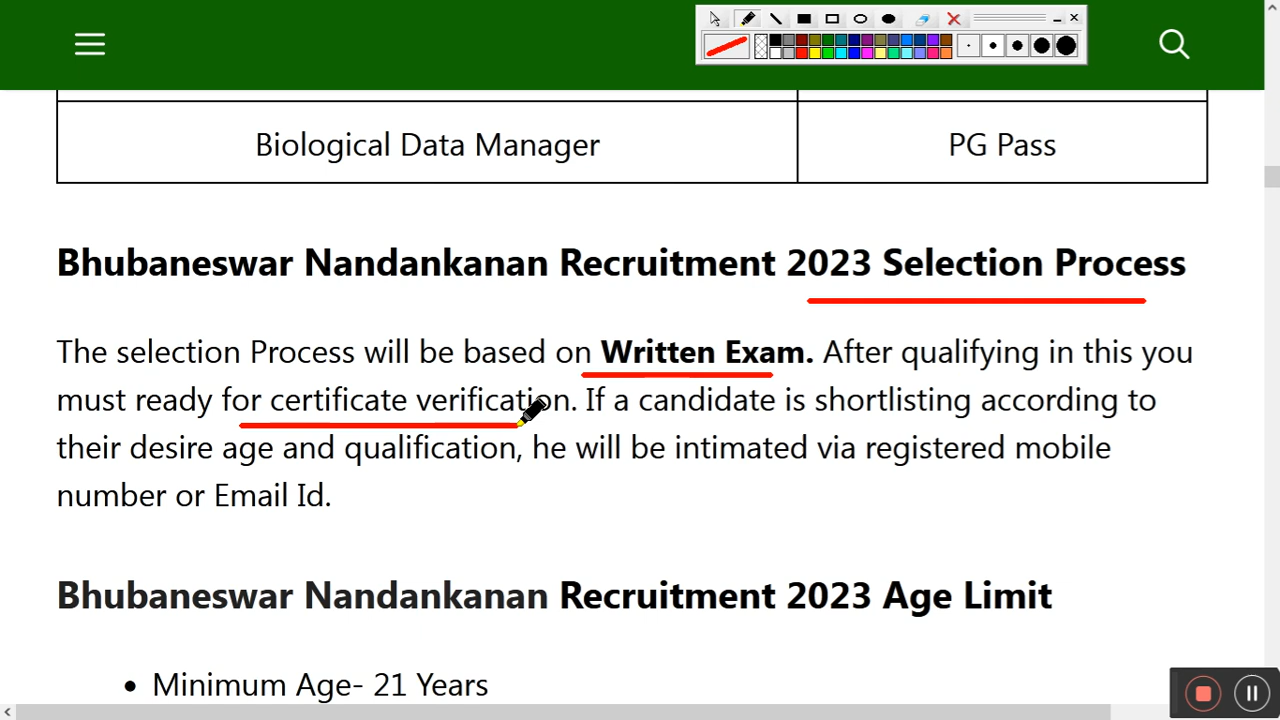 Biological Data Manager PG Pass
Bhubaneswar Nandankanan Recruitment 2023 Selection Process
The selection Process will be based on Written Exam. After qualifying in this you
must ready for certificate verification. If a candidate is shortlisting according to
their desire age and qualification, he will be intimated via registered mobile
number or Email Id.
Bhubaneswar Nandankanan Recruitment 2023 Age Limit
• Minimum Age- 21 Years